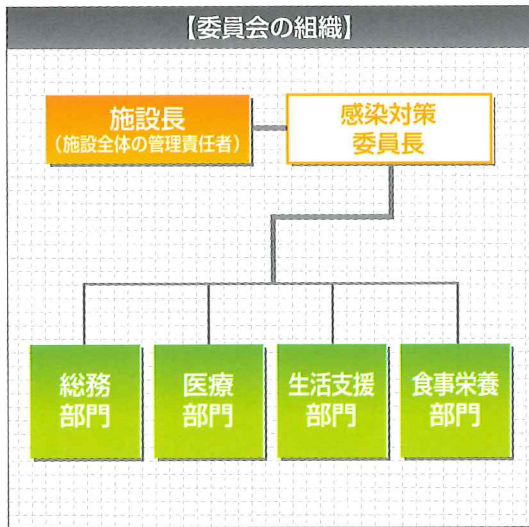 【委員会の組織】
施設長
（施設全体の管理責任者）
感染対策
委員長
総務
部門
医療
部門
生活支援
部門
食事栄養
部門